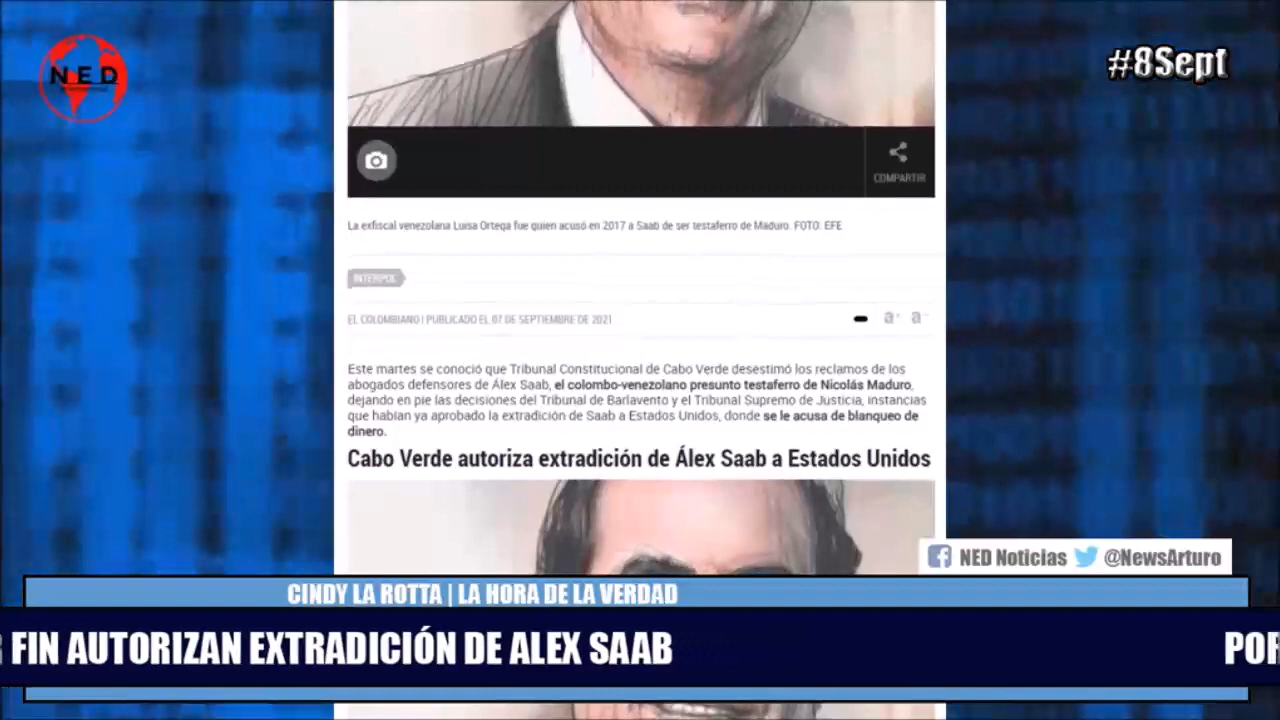 N.E.D
#8Sept
COMPARTIR
La exfiscal venezolana Luisa Ortega fue quien acusó en 2017 a Saab de ser testaferro de Maduro. FOTO: EFE
INTERPOL
EL COLOMBIANO | PUBLICADO EL 07 DE SEPTIEMBRE DE 2021
a+ a-
Este martes se conoció que Tribunal Constitucional de Cabo Verde desestimó los reclamos de los
abogados defensores de Álex Saab, el colombo-venezolano presunto testaferro de Nicolás Maduro,
dejando en pie las decisiones del Tribunal de Barlavento y el Tribunal Supremo de Justicia, instancias
que habían ya aprobado la extradición de Saab a Estados Unidos, donde se le acusa de blanqueo de
dinero.
Cabo Verde autoriza extradición de Álex Saab a Estados Unidos
NED Noticias @NewsArturo
CINDY LA ROTTA | LA HORA DE LA VERDAD
FIN AUTORIZAN EXTRADICIÓN DE ALEX SAAB
POR